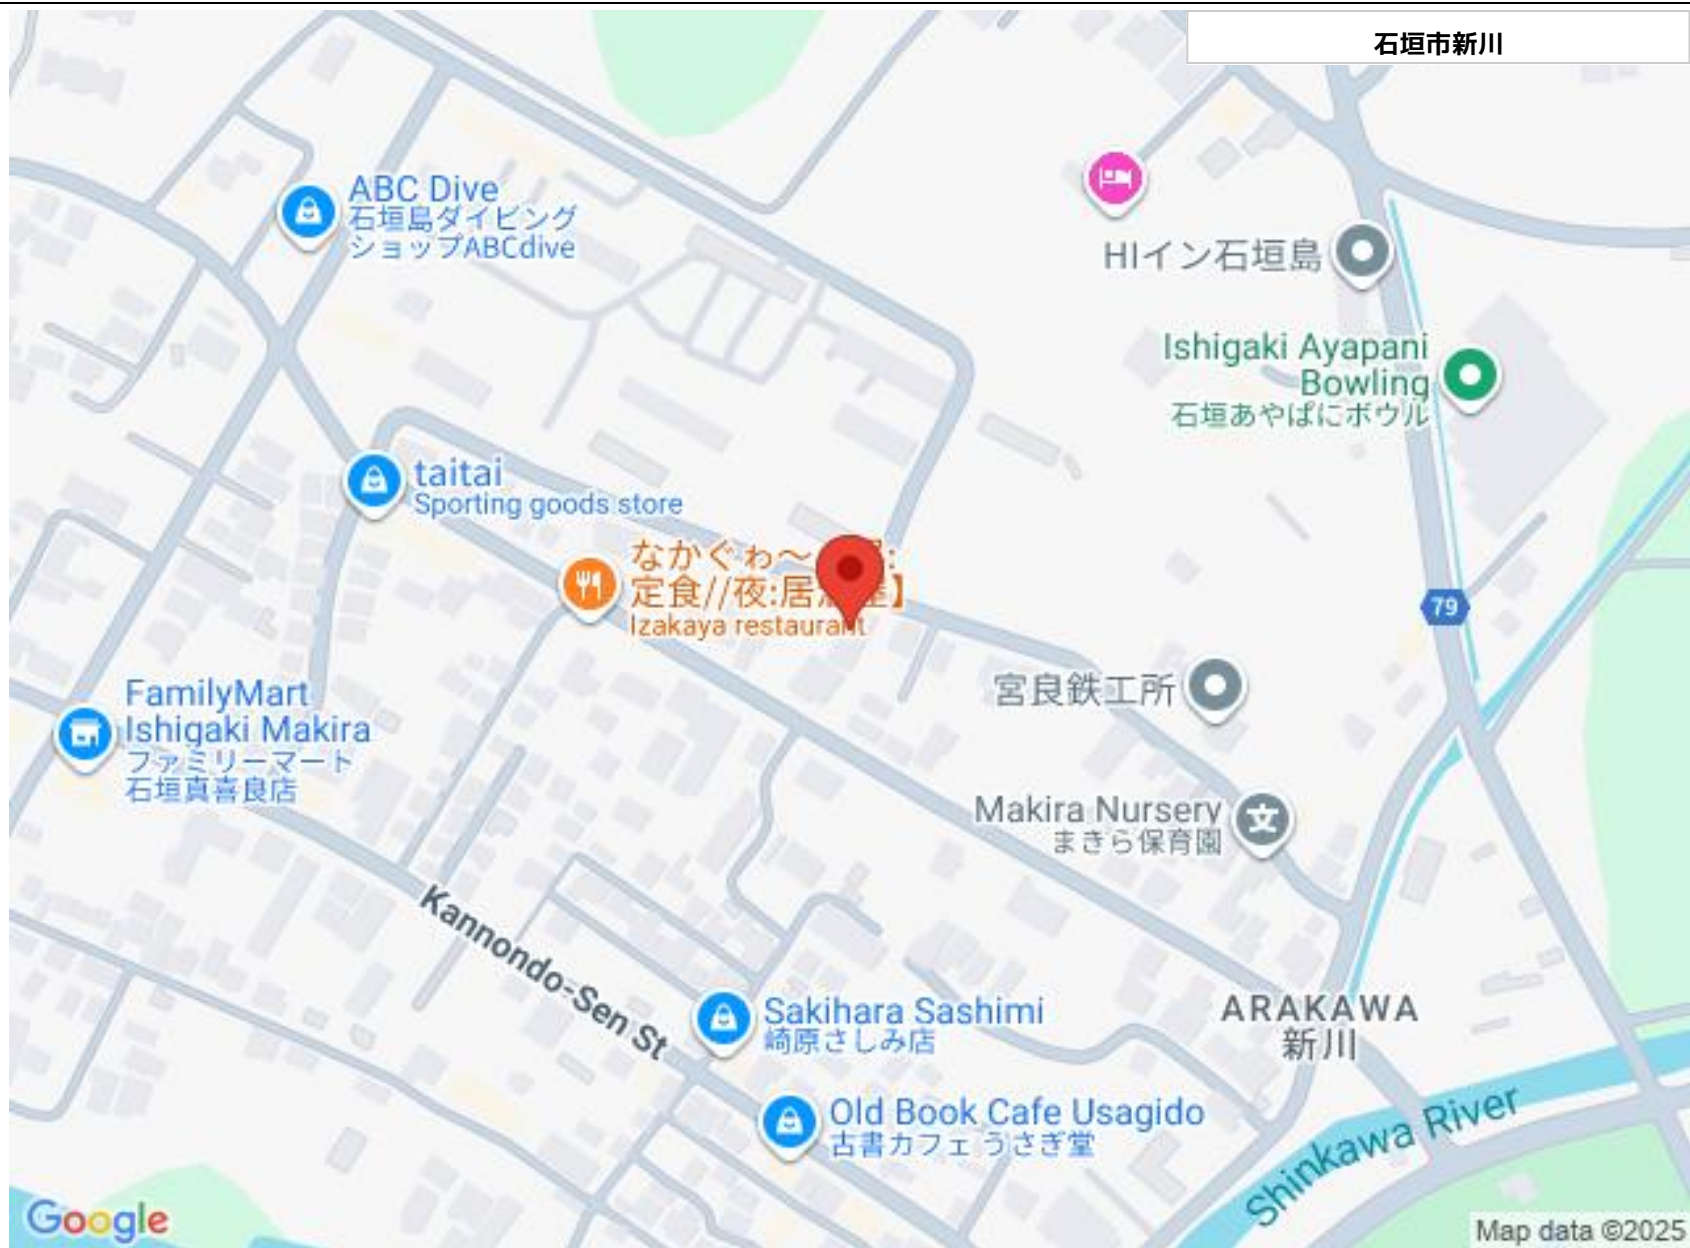 石垣市新川
ABC Dive
石垣島ダイビング
ショップABCdive
HIイン石垣島
Ishigaki Ayapani
Bowling
石垣あやぱにボウル
taitai
Sporting goods store
なかぐゎ〜
定食//夜:居
Izakaya restaurant
79
宮良鉄工所
FamilyMart
Ishigaki Makira
ファミリーマート
石垣真喜良店
Makira Nursery
まきら保育園
Kannondo-Sen St
Sakihara Sashimi
崎原さしみ店
ARAKAWA
新川
Old Book Cafe Usagido
古書カフェうさぎ堂
Shinkawa River
Google
Map data ©2025